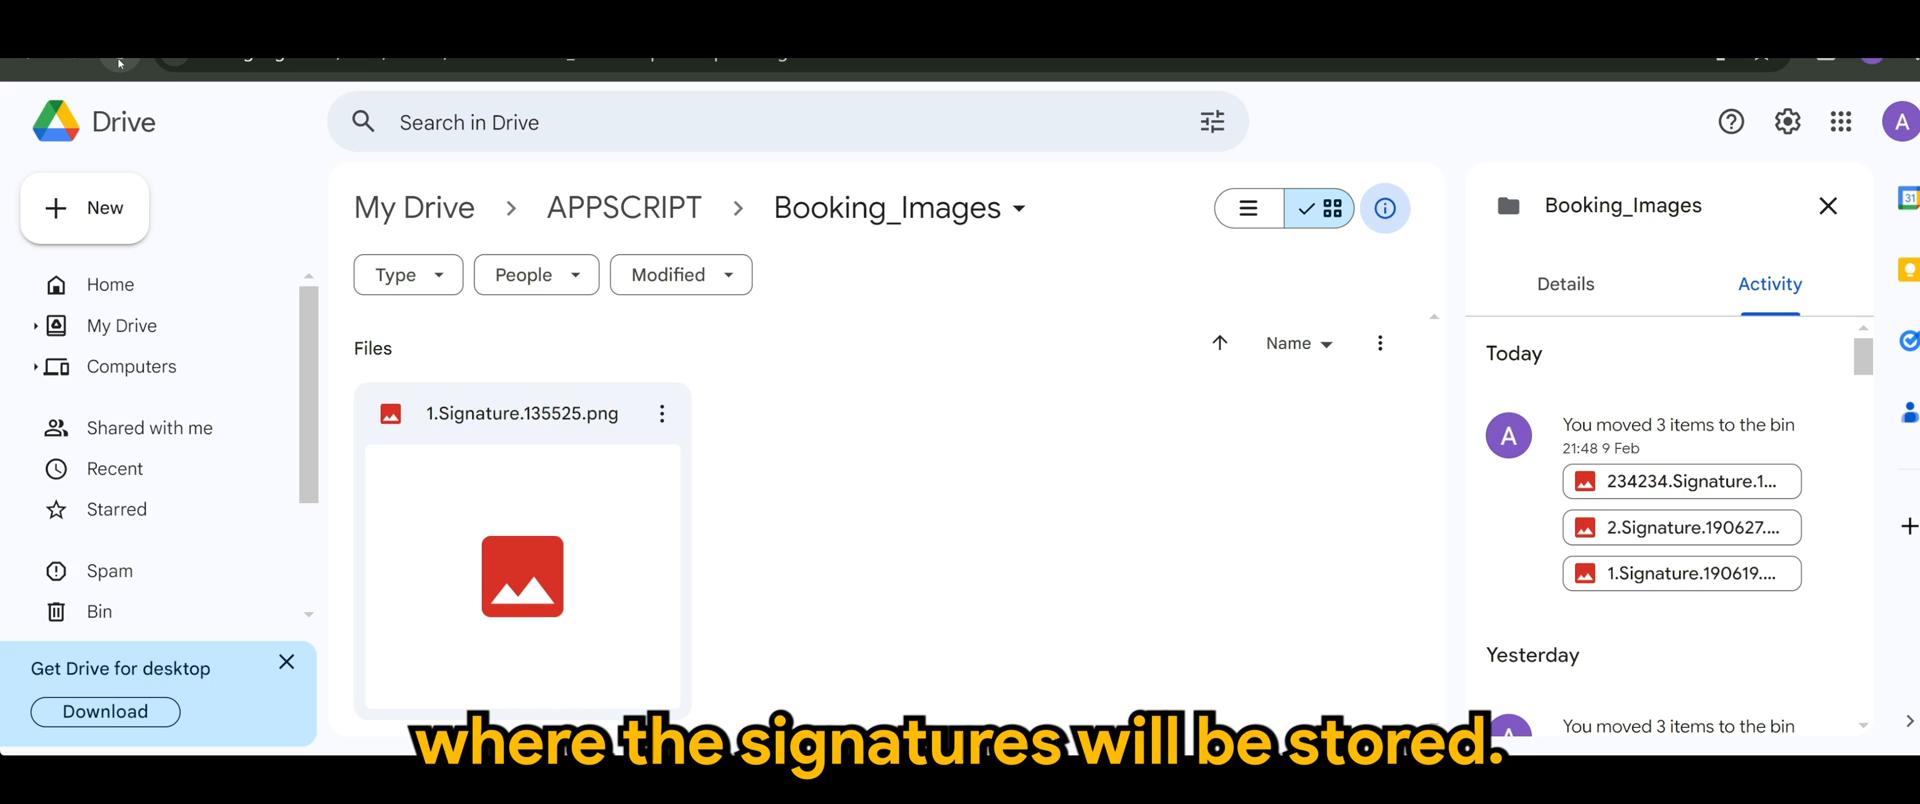 Drive
Search in Drive
A
New
My Drive
APPSCRIPT
Booking_Images
Booking_Images
Type
People
Modified
Details
Activity
31
Home
My Drive
Computers
Shared with me
Recent
Starred
Spam
Bin
Files
Name
1.Signature.135525.png
Today
A
You moved 3 items to the bin
21:48 9 Feb
234234.Signature.1...
2.Signature.190627....
1.Signature.190619....
Yesterday
You moved 3 items to the bin
Get Drive for desktop
Download
where the signatures will be stored.